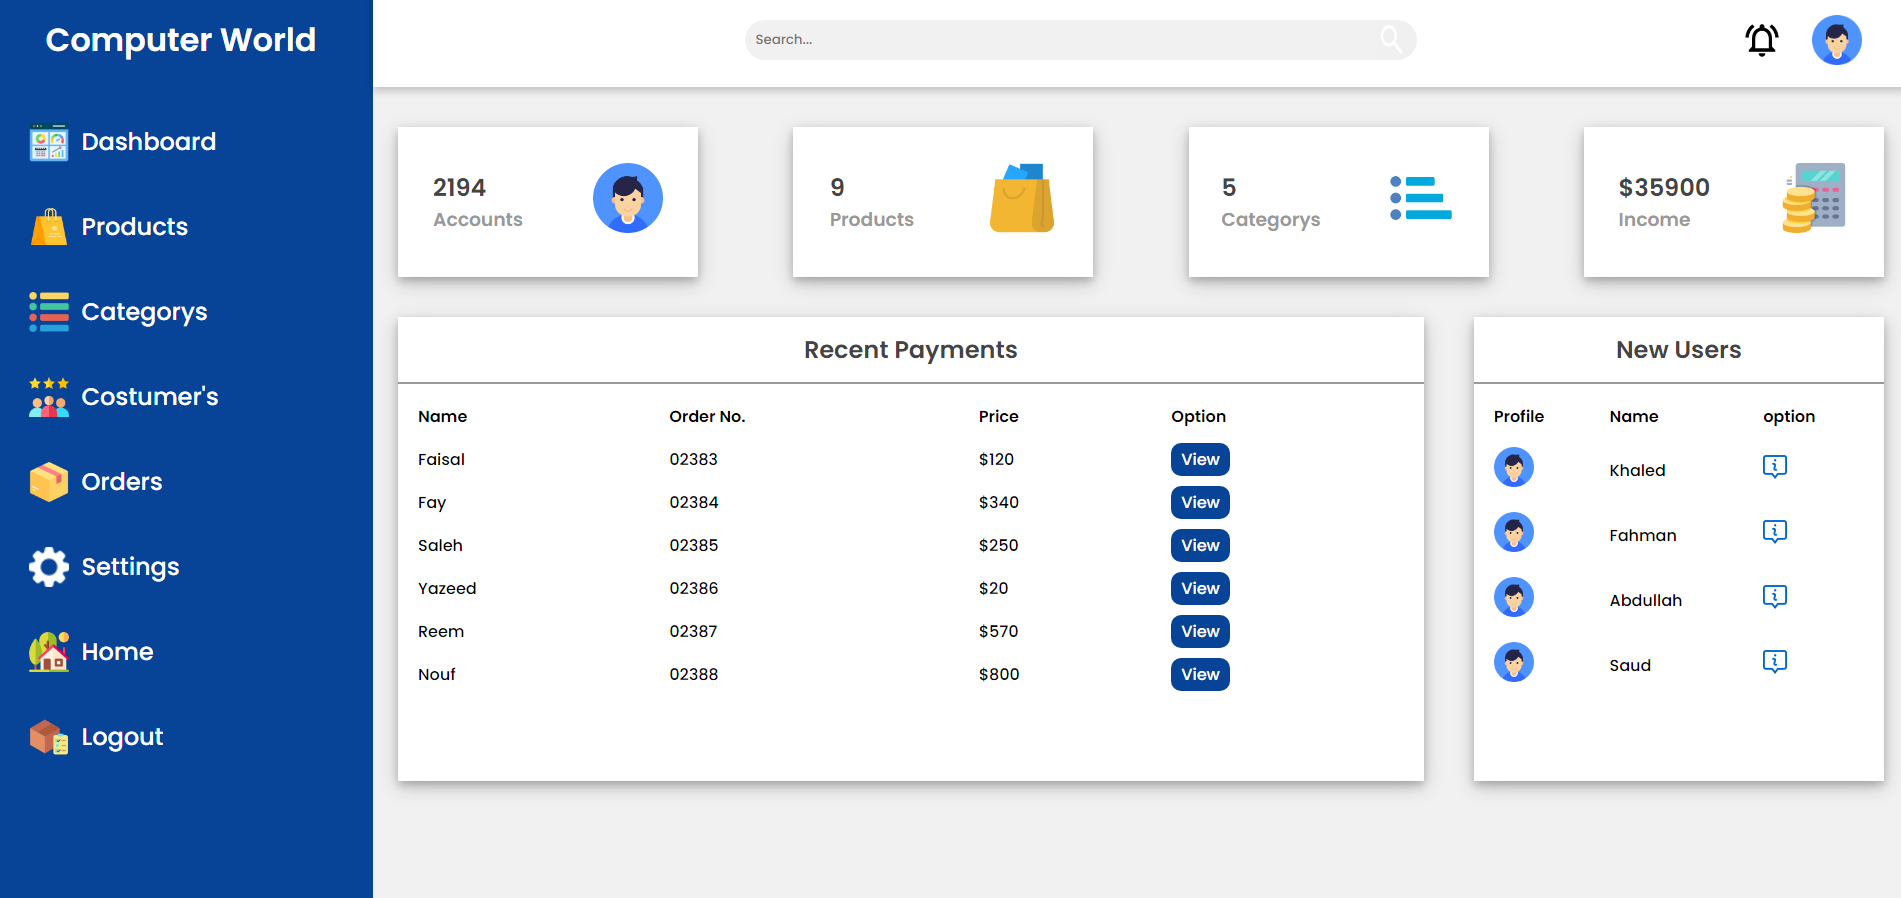 Computer World
Search...
Dashboard
Products
Categorys
Costumer's
Orders
Settings
Home
Logout
2194
Accounts
9
Products
5
Categorys
$35900
Income
Recent Payments
Name Order No. Price Option
Faisal 02383 $120 View
Fay 02384 $340 View
Saleh 02385 $250 View
Yazeed 02386 $20 View
Reem 02387 $570 View
Nouf 02388 $800 View
New Users
Profile Name option
Khaled
Fahman
Abdullah
Saud